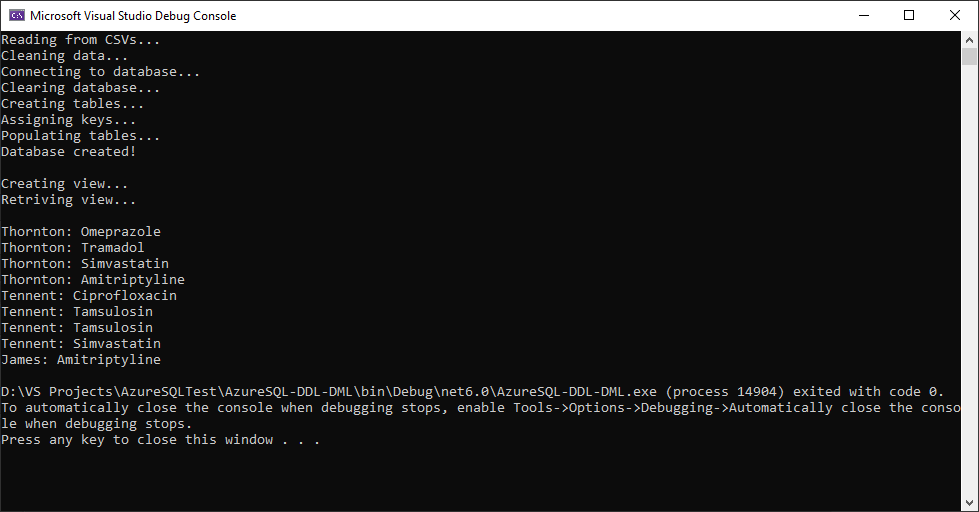 Microsoft Visual Studio Debug Console
Reading from CSVs...
Cleaning data...
Connecting to database...
Clearing database...
Creating tables...
Assigning keys...
Populating tables...
Database created!
Creating view...
Retriving view...
Thornton: Omeprazole
Thornton: Tramadol
Thornton: Simvastatin
Thornton: Amitriptyline
Tennent: Ciprofloxacin
Tennent: Tamsulosin
Tennent: Tamsulosin
Tennent: Simvastatin
James: Amitriptyline
D:\VS Projects\AzureSQLTest\AzureSQL-DDL-DML\bin\Debug\net6.0\AzureSQL-DDL-DML.exe (process 14904) exited with code 0.
To automatically close the console when debugging stops, enable Tools->Options->Debugging->Automatically close the conso
le when debugging stops.
Press any key to close this window . . .